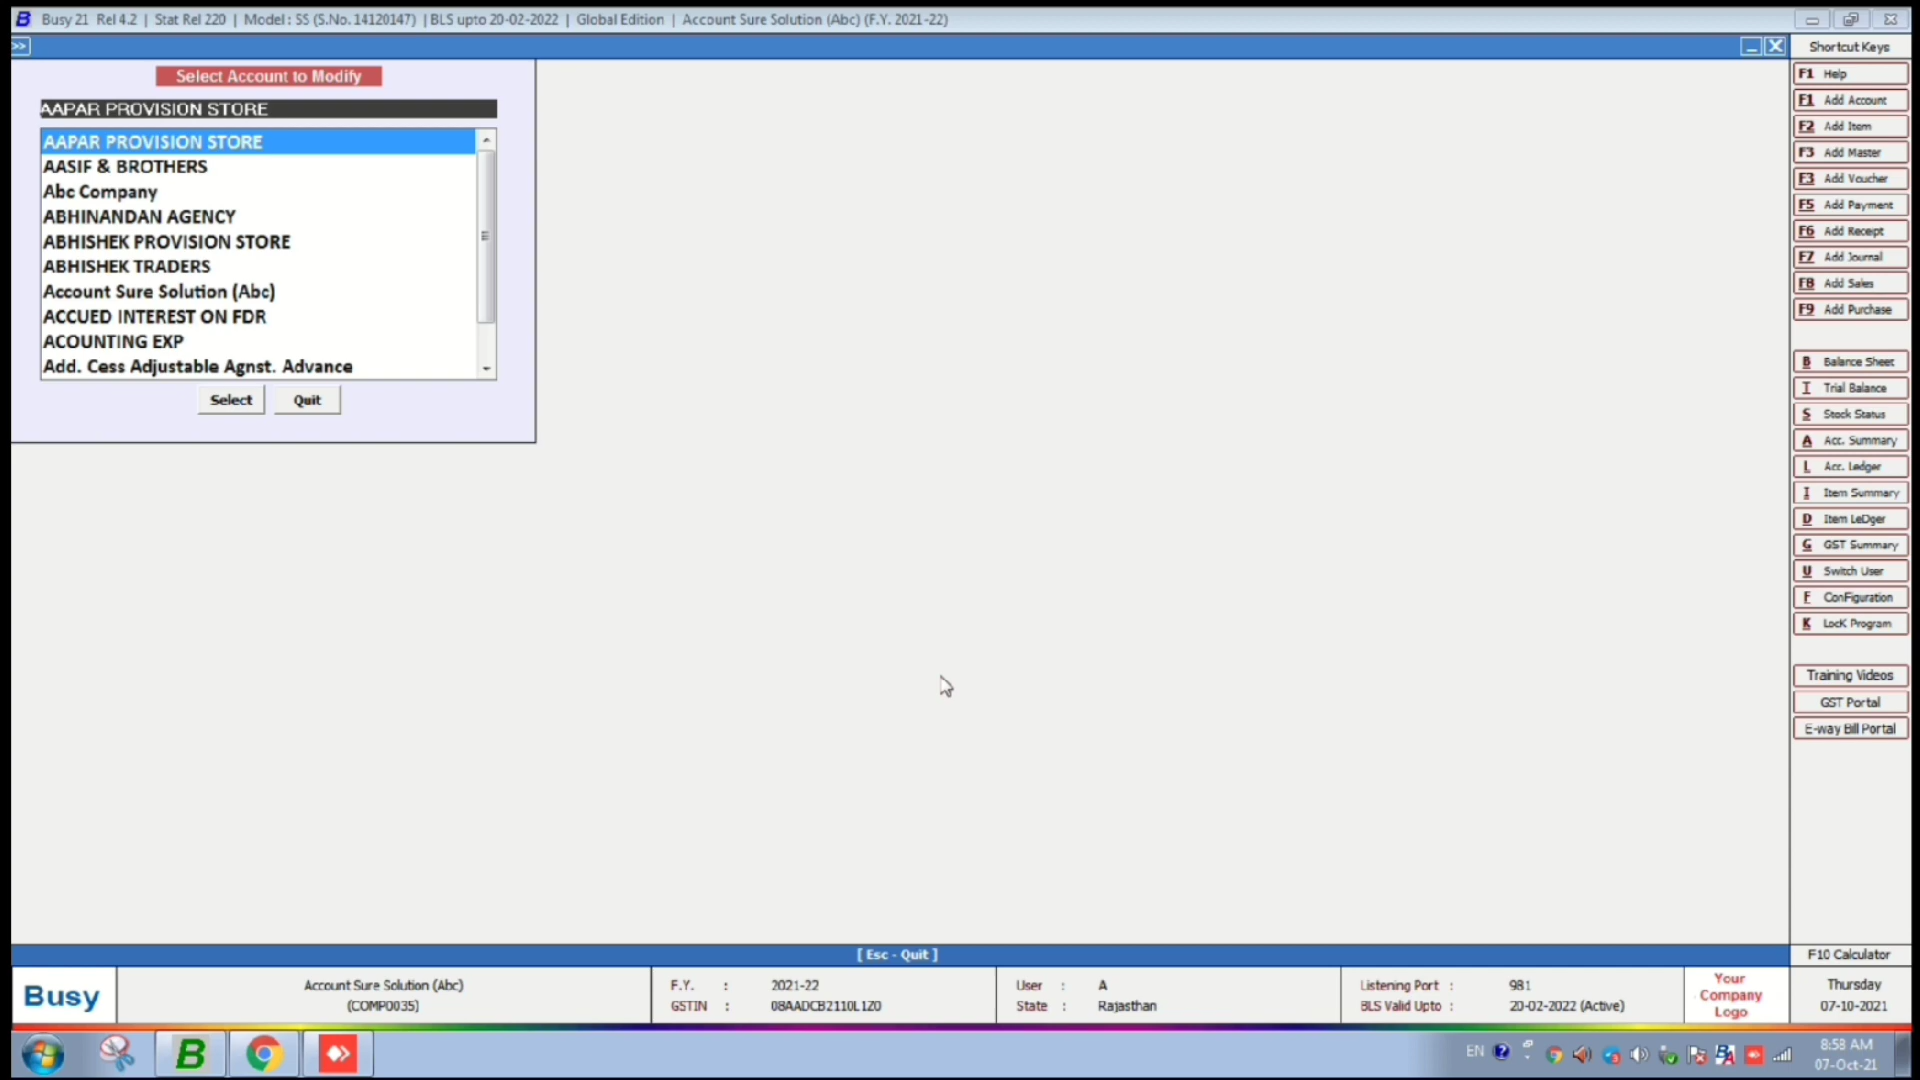 Busy 21 Rel 4.2 | Stat Rel 220 | Model : SS (S.No. 14120147) | BLS upto 20-02-2022 | Global Edition | Account Sure Solution (Abc) (F.Y. 2021-22)
>>
Shortcut Keys
Select Account to Modify
AAPAR PROVISION STORE
AAPAR PROVISION STORE
AASIF & BROTHERS
Abc Company
ABHINANDAN AGENCY
ABHISHEK PROVISION STORE
ABHISHEK TRADERS
Account Sure Solution (Abc)
ACCUED INTEREST ON FDR
ACOUNTING EXP
Add. Cess Adjustable Agnst. Advance
Select Quit
F1 Help
F1 Add Account
F2 Add Item
F3 Add Master
F3 Add Voucher
F5 Add Payment
F6 Add Receipt
F7 Add Journal
F8 Add Sales
F9 Add Purchase
B Balance Sheet
T Trial Balance
S Stock Status
A Acc. Summary
L Acc. Ledger
I Item Summary
D Item LeDger
G GST Summary
U Switch User
F ConFiguration
K LocK Program
Training Videos
GST Portal
E-way Bill Portal
[ Esc - Quit ]
F10 Calculator
Busy
Account Sure Solution (Abc)
(COMP0035)
F.Y. : 2021-22
GSTIN : 08AADCB2110L1Z0
User : A
State : Rajasthan
Listening Port : 981
BLS Valid Upto : 20-02-2022 (Active)
Your
Company
Logo
Thursday
07-10-2021
B
EN
8:58 AM
07-Oct-21